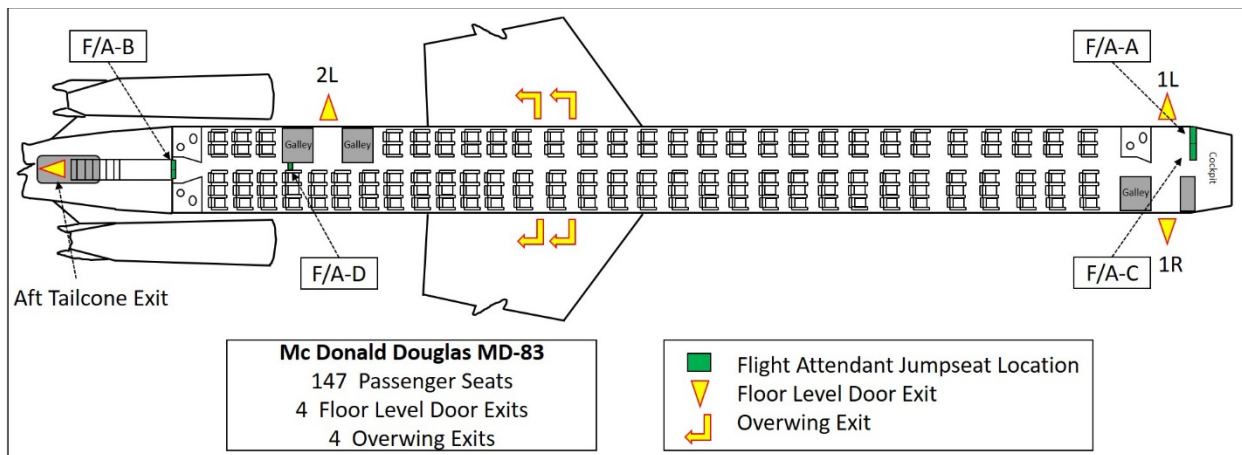 F/A-B
2L
F/A-A
1L
Galley
Galley
Cockpit
Galley
F/A-D
F/A-C
1R
Aft Tailcone Exit
Mc Donald Douglas MD-83
147 Passenger Seats
4 Floor Level Door Exits
4 Overwing Exits
Flight Attendant Jumpseat Location
Floor Level Door Exit
Overwing Exit